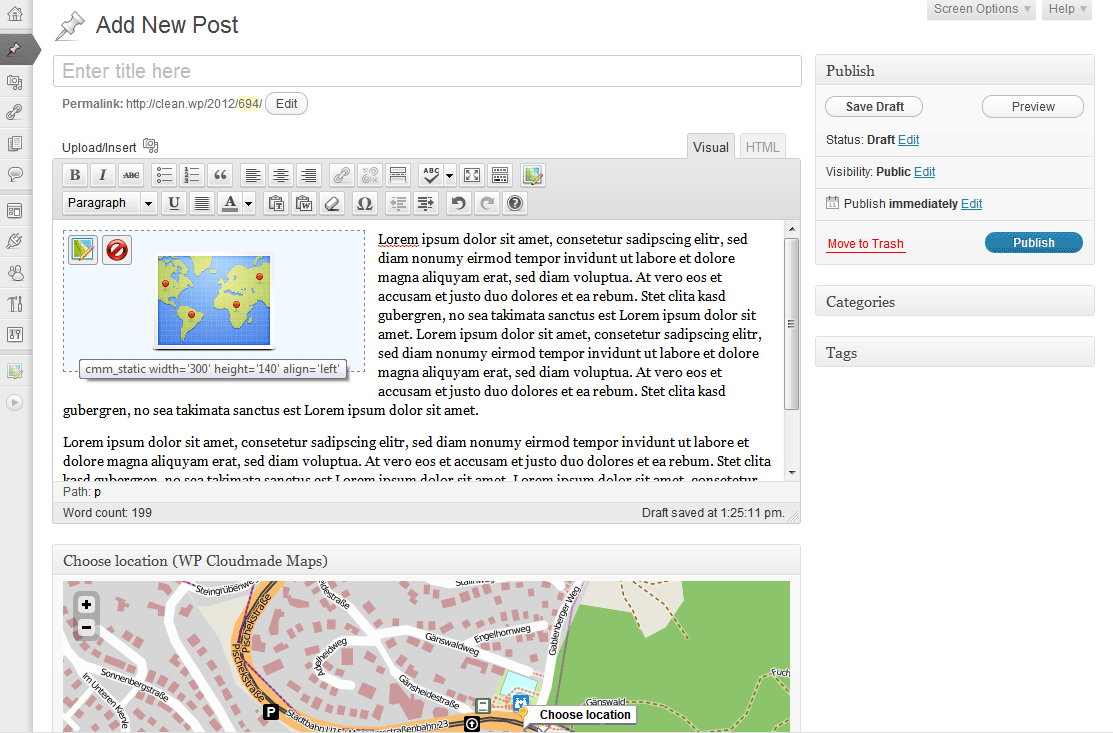 Screen Options
Help
Add New Post
Enter title here
Permalink: http://clean.wp/2012/694/ Edit
Upload/Insert
Visual
HTML
B I ABC
ABC
Paragraph
U
A
Ω
Lorem ipsum dolor sit amet, consetetur sadipscing elitr, sed
diam nonumy eirmod tempor invidunt ut labore et dolore
magna aliquyam erat, sed diam voluptua. At vero eos et
accusam et justo duo dolores et ea rebum. Stet clita kasd
gubergren, no sea takimata sanctus est Lorem ipsum dolor sit
amet. Lorem ipsum dolor sit amet, consetetur sadipscing elitr,
sed diam nonumy eirmod tempor invidunt ut labore et dolore
magna aliquyam erat, sed diam voluptua. At vero eos et
accusam et justo duo dolores et ea rebum. Stet clita kasd
cmm_static width='300' height='140' align='left'
gubergren, no sea takimata sanctus est Lorem ipsum dolor sit amet.
Lorem ipsum dolor sit amet, consetetur sadipscing elitr, sed diam nonumy eirmod tempor invidunt ut labore et
dolore magna aliquyam erat, sed diam voluptua. At vero eos et accusam et justo duo dolores et ea rebum. Stet clita
kasd gubergren, no sea takimata sanctus est Lorem ipsum dolor sit amet. Lorem ipsum dolor sit amet, consetetur
Path: p
Word count: 199
Draft saved at 1:25:11 pm.
Publish
Save Draft
Preview
Status: Draft Edit
Visibility: Public Edit
Publish immediately Edit
Move to Trash
Publish
Categories
Tags
Choose location (WP Cloudmade Maps)
+
−
Steingrübenwe
Pischekstraße
Pischekstraße
Gänswaldweg
Engelhornweg
Gablenberger Weg
Sonnenbergstraße
Im Unteren Kienle
Gänsheidestraße
Gänswald
Fuch
P
Choose location